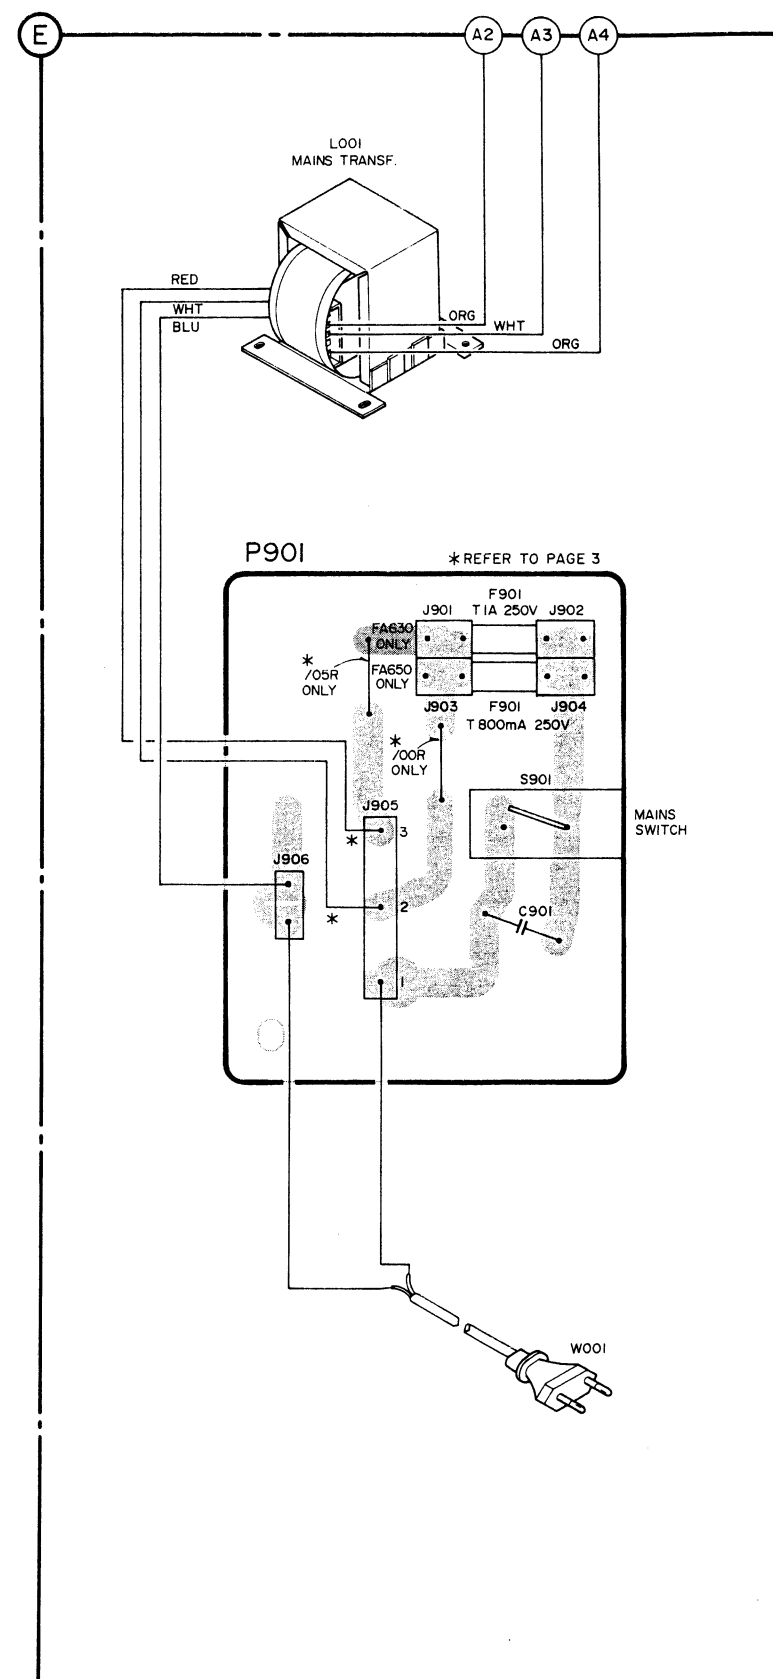 E
A2 A3 A4
L001
MAINS TRANSF.
RED
WHT
BLU
ORG
WHT
ORG
P901
*REFER TO PAGE 3
F901
J901 T1A 250V J902
FA630
ONLY
*
/05R
ONLY
FA650
ONLY
J903 F901 J904
T 800mA 250V
*
/00R
ONLY
S901
MAINS
SWITCH
J905
3
*
J906
2
*
C901
1
W001